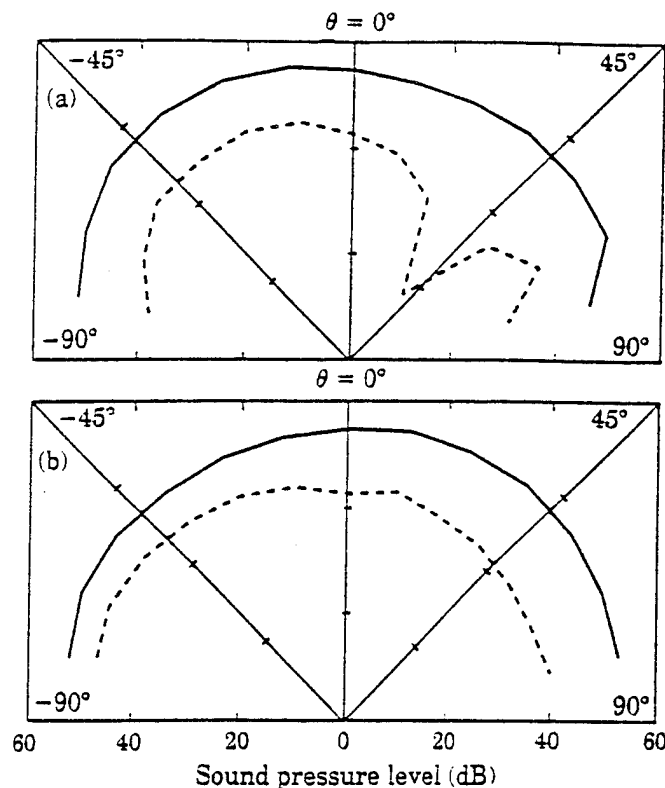 θ = 0°
−45° 45°
(a)
−90° 90°
θ = 0°
−45° 45°
(b)
−90° 90°
60 40 20 0 20 40 60
Sound pressure level (dB)